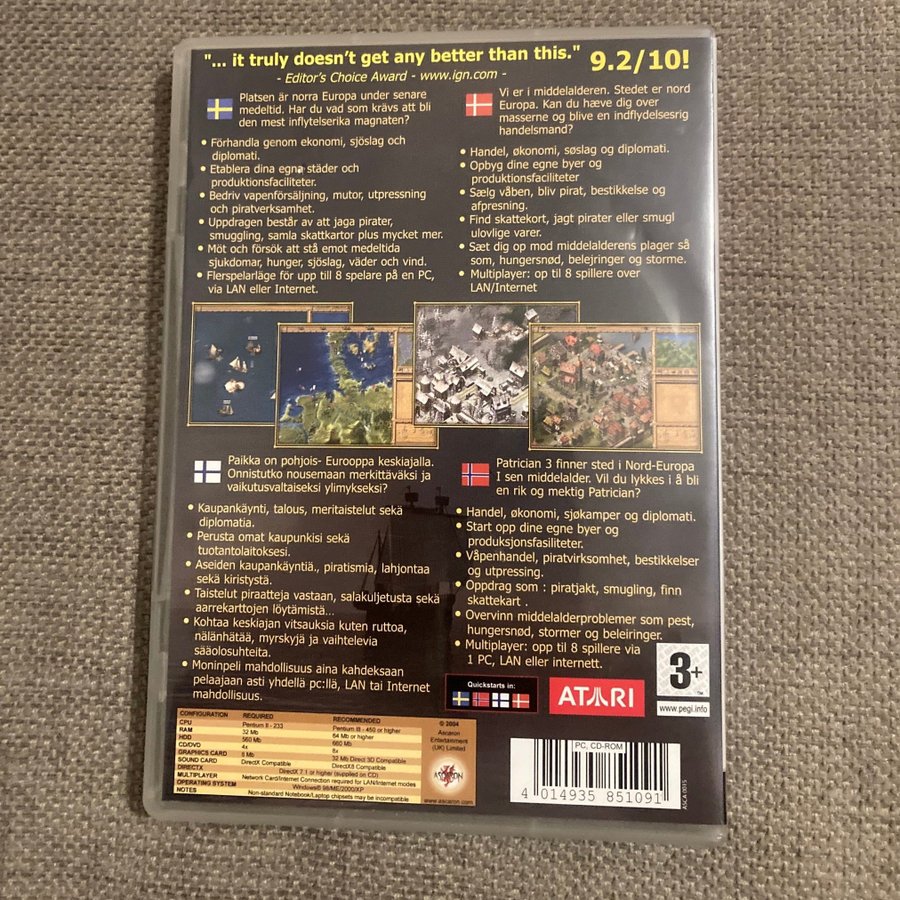 "... it truly doesn't get any better than this."
9.2/10!
- Editor's Choice Award - www.ign.com -
Platsen är norra Europa under senare
medeltid. Har du vad som krävs att bli
den mest inflytelserika magnaten?
• Förhandla genom ekonomi, sjöslag och
diplomati.
• Etablera dina egna städer och
produktionsfaciliteter.
• Bedriv vapenförsäljning, mutor, utpressning
och piratverksamhet.
• Uppdragen består av att jaga pirater,
smuggling, samla skattkartor plus mycket mer.
• Möt och försök att stå emot medeltida
sjukdomar, hunger, sjöslag, väder och vind.
• Flerspelarläge för upp till 8 spelare på en PC,
via LAN eller Internet.
Vi er i middelalderen. Stedet er nord
Europa. Kan du hæve dig over
masserne og blive en indflydelsesrig
handelsmand?
• Handel, økonomi, søslag og diplomati.
• Opbyg dine egne byer og
produktionsfaciliteter
• Sælg våben, bliv pirat, bestikkelse og
afpresning.
• Find skattekort, jagt pirater eller smugl
ulovlige varer.
• Sæt dig op mod middelalderens plager så
som, hungersnød, belejringer og storme.
• Multiplayer: op til 8 spillere over
LAN/Internet
Paikka on pohjois- Eurooppa keskiajalla.
Onnistutko nousemaan merkittäväksi ja
vaikutusvaltaiseksi ylimykseksi?
• Kaupankäynti, talous, meritaistelut sekä
diplomatia.
• Perusta omat kaupunkisi sekä
tuotantolaitoksesi.
• Aseiden kaupankäyntiä., piratismia, lahjontaa
sekä kiristystä.
• Taistelut piraatteja vastaan, salakuljetusta sekä
aarrekarttojen löytämistä...
• Kohtaa keskiajan vitsauksia kuten ruttoa,
nälänhätää, myrskyjä ja vaihtelevia
sääolosuhteita.
• Moninpeli mahdollisuus aina kahdeksaan
pelaajaan asti yhdellä pc:llä, LAN tai Internet
mahdollisuus.
Patrician 3 finner sted i Nord-Europa
I sen middelalder. Vil du lykkes i å bli
en rik og mektig Patrician?
• Handel, økonomi, sjøkamper og diplomati.
• Start opp dine egne byer og
produksjonsfasiliteter.
• Våpenhandel, piratvirksomhet, bestikkelser
og utpressing.
• Oppdrag som : piratjakt, smugling, finn
skattekart .
• Overvinn middelalderproblemer som pest,
hungersnød, stormer og beleiringer.
• Multiplayer: opp til 8 spillere via
1 PC, LAN eller internett.
3+
™
www.pegi.info
Quickstarts in:
ATARI
CONFIGURATION REQUIRED RECOMMENDED
CPU Pentium II - 233 Pentium III - 450 or higher
RAM 32 Mb 64 Mb or higher
HDD 560 Mb 660 Mb
CD/DVD 4x 8x
GRAPHICS CARD 8 Mb 32 Mb Direct 3D Compatible
SOUND CARD DirectX Compatible DirectX8 Compatible
DIRECTX DirectX 7.1 or higher (supplied on CD)
MULTIPLAYER Network Card/Internet Connection required for LAN/Internet modes
OPERATING SYSTEM Windows® 98/ME/2000/XP
NOTES Non-standard Notebook/Laptop chipsets may be incompatible
© 2004
Ascaron
Entertainment
(UK) Limited
ASCARON
www.ascaron.com
PC, CD-ROM
4 014935 851091
ASCA-0015